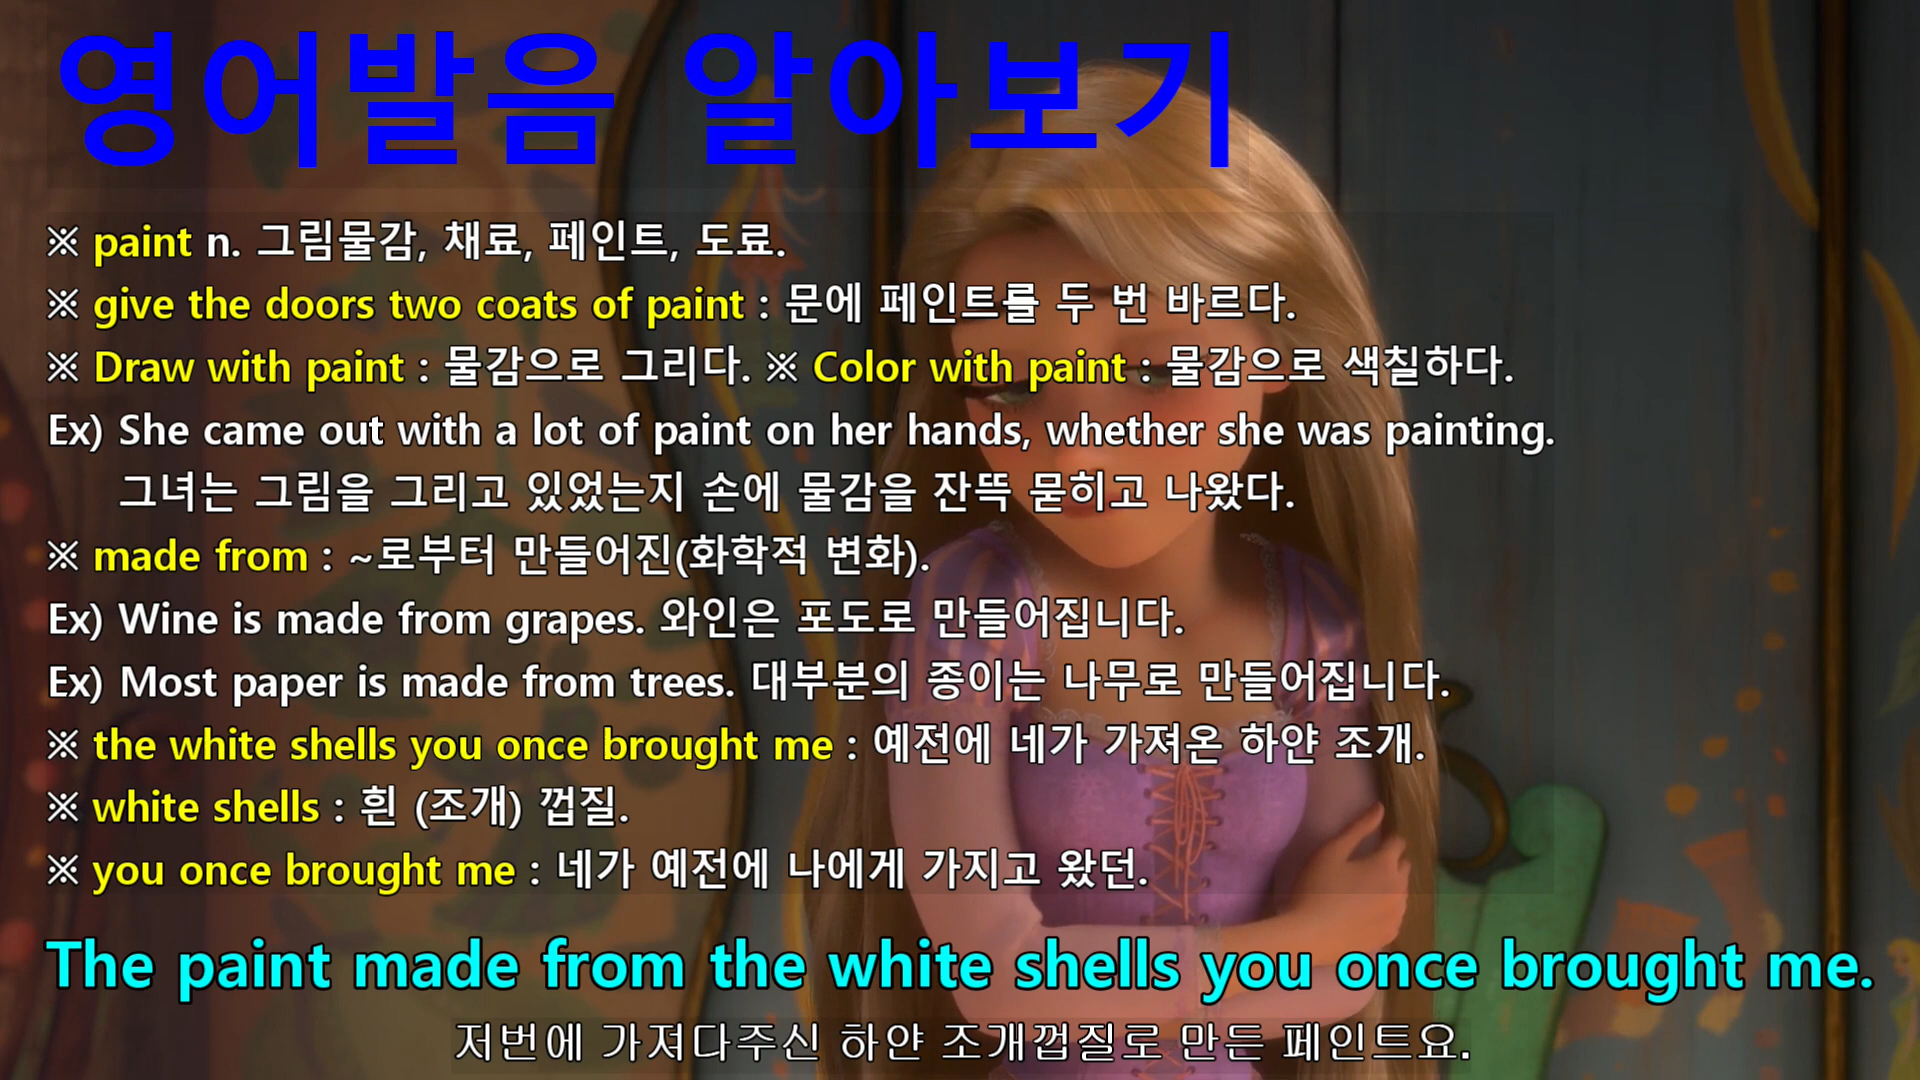 영어발음 알아보기
※ paint n. 그림물감, 채료, 페인트, 도료.
※ give the doors two coats of paint : 문에 페인트를 두 번 바르다.
※ Draw with paint : 물감으로 그리다. ※ Color with paint : 물감으로 색칠하다.
Ex) She came out with a lot of paint on her hands, whether she was painting.
그녀는 그림을 그리고 있었는지 손에 물감을 잔뜩 묻히고 나왔다.
※ made from : ~로부터 만들어진(화학적 변화).
Ex) Wine is made from grapes. 와인은 포도로 만들어집니다.
Ex) Most paper is made from trees. 대부분의 종이는 나무로 만들어집니다.
※ the white shells you once brought me : 예전에 네가 가져온 하얀 조개.
※ white shells : 흰 (조개) 껍질.
※ you once brought me : 네가 예전에 나에게 가지고 왔던.
The paint made from the white shells you once brought me.
저번에 가져다주신 하얀 조개껍질로 만든 페인트요.